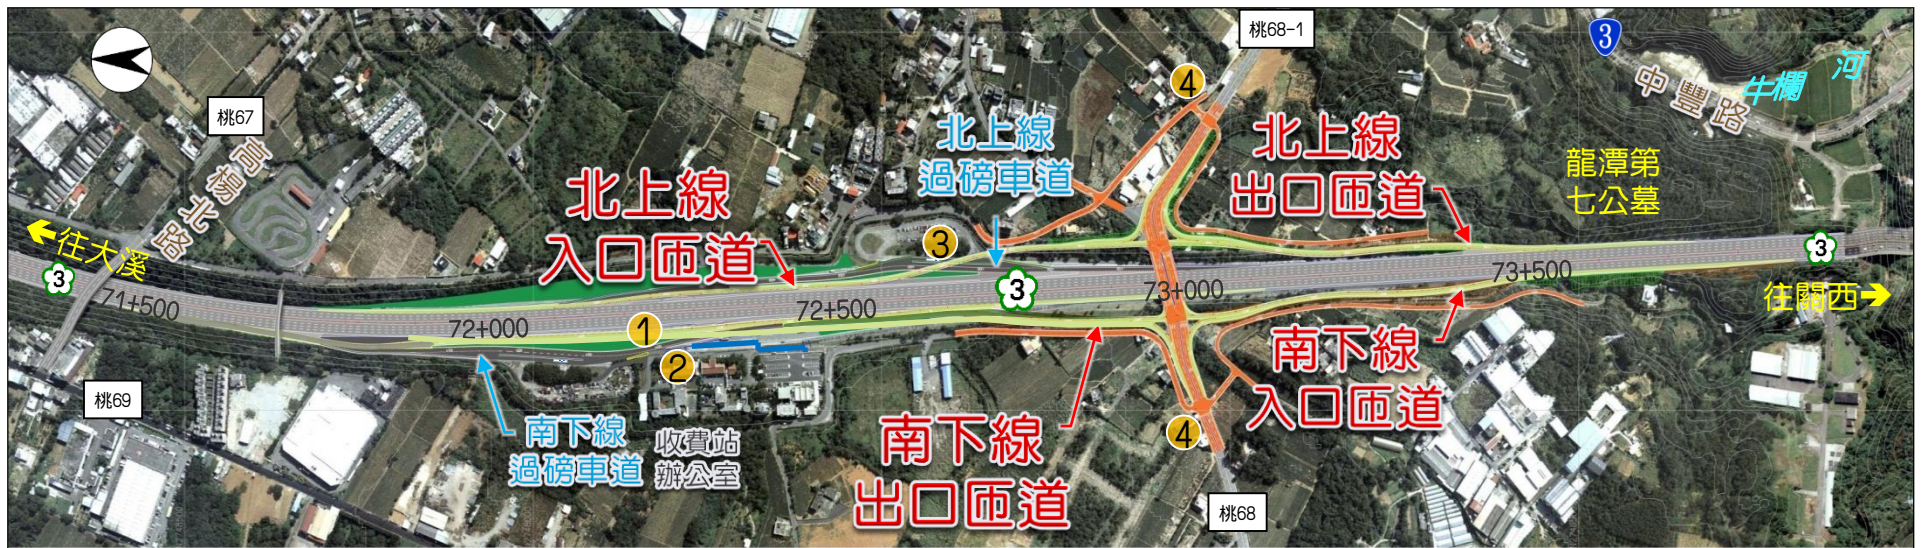 桃68-1
3
中豐路
牛欄河
桃67
高楊北路
4
北上線
過磅車道
北上線
出口匝道
龍潭第
七公墓
北上線
入口匝道
往大溪
3
71+500
3
3
3
73+000
73+500
往關西
72+000
72+500
1
2
桃69
南下線
過磅車道
收費站
辦公室
南下線
出口匝道
南下線
入口匝道
4
桃68